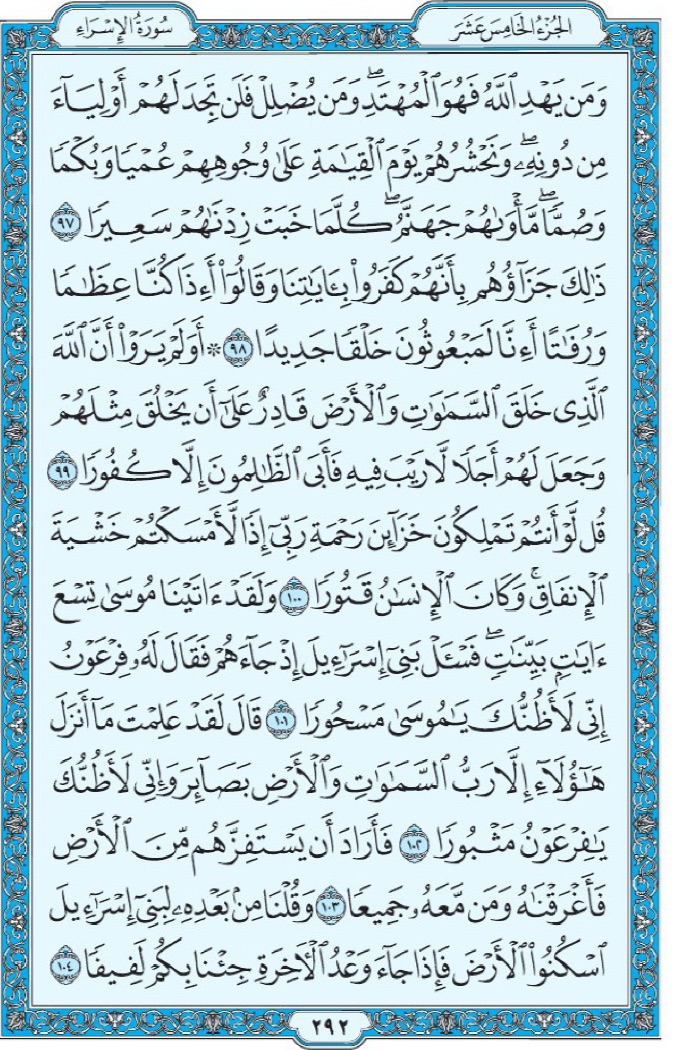 الجُزْءُ الخَامِسَ عَشَرَ
سُورَةُ الإِسْرَاءِ
وَمَن يَهْدِ ٱللَّهُ فَهُوَ ٱلْمُهْتَدِۖ وَمَن يُضْلِلْ فَلَن تَجِدَ لَهُمْ أَوْلِيَآءَ
مِن دُونِهِۦۖ وَنَحْشُرُهُمْ يَوْمَ ٱلْقِيَٰمَةِ عَلَىٰ وُجُوهِهِمْ عُمْيًا وَبُكْمًا
وَصُمًّاۖ مَّأْوَىٰهُمْ جَهَنَّمُۖ كُلَّمَا خَبَتْ زِدْنَٰهُمْ سَعِيرًا ٩٧
ذَٰلِكَ جَزَآؤُهُم بِأَنَّهُمْ كَفَرُوا۟ بِـَٔايَٰتِنَا وَقَالُوٓا۟ أَءِذَا كُنَّا عِظَٰمًا
وَرُفَٰتًا أَءِنَّا لَمَبْعُوثُونَ خَلْقًا جَدِيدًا ٩٨ ۞ أَوَلَمْ يَرَوْا۟ أَنَّ ٱللَّهَ
ٱلَّذِى خَلَقَ ٱلسَّمَٰوَٰتِ وَٱلْأَرْضَ قَادِرٌ عَلَىٰٓ أَن يَخْلُقَ مِثْلَهُمْ
وَجَعَلَ لَهُمْ أَجَلًا لَّا رَيْبَ فِيهِ فَأَبَى ٱلظَّٰلِمُونَ إِلَّا كُفُورًا ٩٩
قُل لَّوْ أَنتُمْ تَمْلِكُونَ خَزَآئِنَ رَحْمَةِ رَبِّىٓ إِذًا لَّأَمْسَكْتُمْ خَشْيَةَ
ٱلْإِنفَاقِۚ وَكَانَ ٱلْإِنسَٰنُ قَتُورًا ١٠٠ وَلَقَدْ ءَاتَيْنَا مُوسَىٰ تِسْعَ
ءَايَٰتٍۭ بَيِّنَٰتٍۖ فَسْـَٔلْ بَنِىٓ إِسْرَٰٓءِيلَ إِذْ جَآءَهُمْ فَقَالَ لَهُۥ فِرْعَوْنُ
إِنِّى لَأَظُنُّكَ يَٰمُوسَىٰ مَسْحُورًا ١٠١ قَالَ لَقَدْ عَلِمْتَ مَآ أَنزَلَ
هَٰٓؤُلَآءِ إِلَّا رَبُّ ٱلسَّمَٰوَٰتِ وَٱلْأَرْضِ بَصَآئِرَ وَإِنِّى لَأَظُنُّكَ
يَٰفِرْعَوْنُ مَثْبُورًا ١٠٢ فَأَرَادَ أَن يَسْتَفِزَّهُم مِّنَ ٱلْأَرْضِ
فَأَغْرَقْنَٰهُ وَمَن مَّعَهُۥ جَمِيعًا ١٠٣ وَقُلْنَا مِنۢ بَعْدِهِۦ لِبَنِىٓ إِسْرَٰٓءِيلَ
ٱسْكُنُوا۟ ٱلْأَرْضَ فَإِذَا جَآءَ وَعْدُ ٱلْءَاخِرَةِ جِئْنَا بِكُمْ لَفِيفًا ١٠٤
٢٩٢